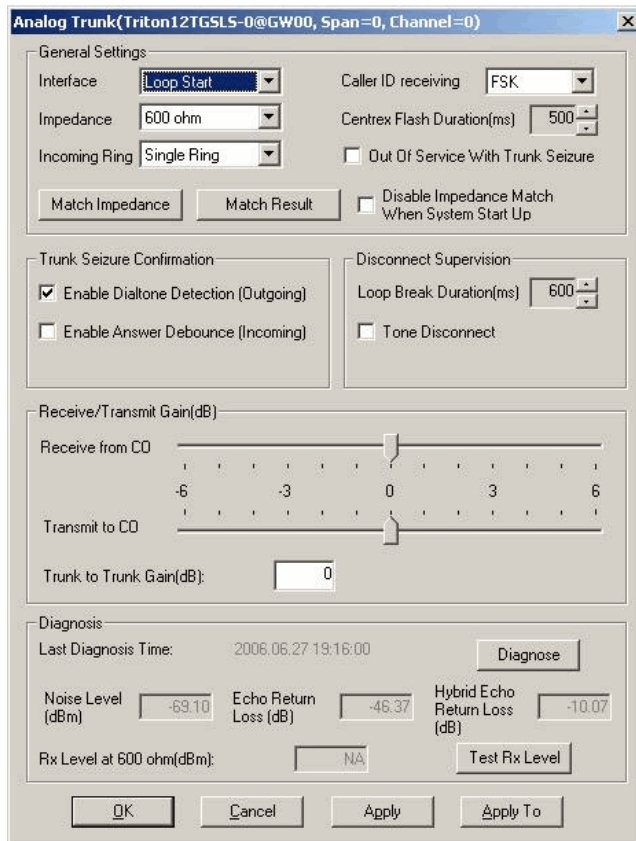 Analog Trunk(Triton12TGSLS-0@GW00, Span=0, Channel=0)
General Settings
Interface Loop Start Caller ID receiving FSK
Impedance 600 ohm Centrex Flash Duration(ms) 500
Incoming Ring Single Ring Out Of Service With Trunk Seizure
Match Impedance Match Result Disable Impedance Match
When System Start Up
Trunk Seizure Confirmation Disconnect Supervision
Enable Dialtone Detection (Outgoing) Loop Break Duration(ms) 600
Enable Answer Debounce (Incoming) Tone Disconnect
Receive/Transmit Gain(dB)
Receive from CO
-6 -3 0 3 6
Transmit to CO
Trunk to Trunk Gain(dB): 0
Diagnosis
Last Diagnosis Time: 2006.06.27 19:16:00 Diagnose
Noise Level
(dBm) -69.10
Echo Return
Loss (dB) -46.37
Hybrid Echo
Return Loss
(dB) -10.07
Rx Level at 600 ohm(dBm): NA Test Rx Level
OK Cancel Apply Apply To